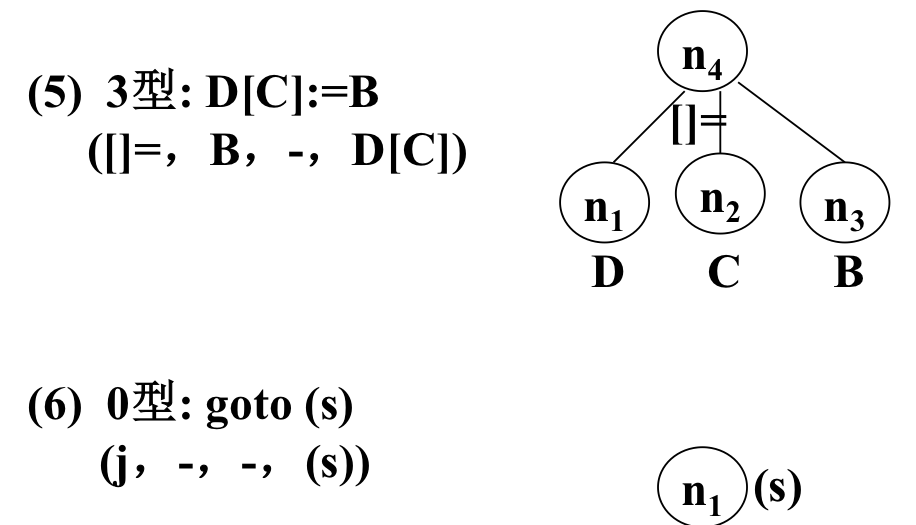 (5) 3型: D[C]:=B
([]=, B, -, D[C])
n4
[]=
n1 n2 n3
D C B
(6) 0型: goto (s)
(j, -, -, (s))
n1 (s)